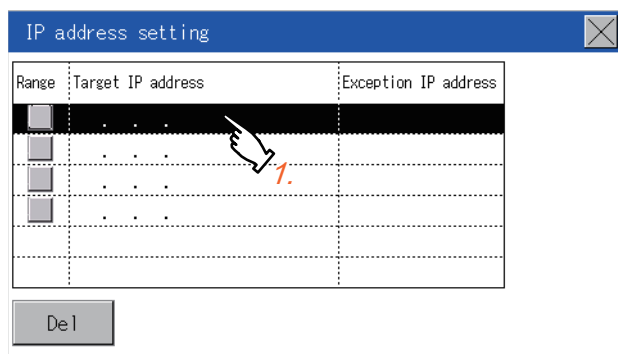 IP address setting
Range Target IP address Exception IP address
. . .
. . .
1.
. . .
. . .
Del